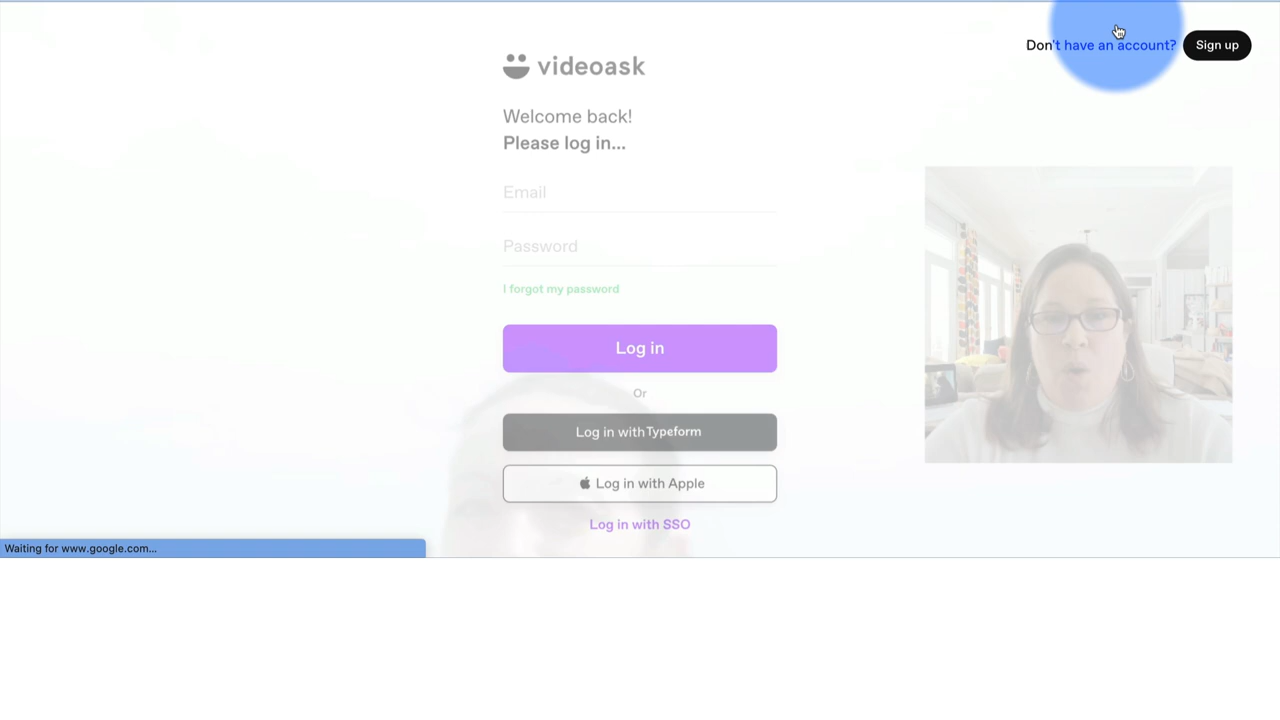 Don't have an account? Sign up
videoask
Welcome back!
Please log in...
Email
Password
I forgot my password
Log in
Or
Log in with Typeform
Log in with Apple
Log in with SSO
Waiting for www.google.com...